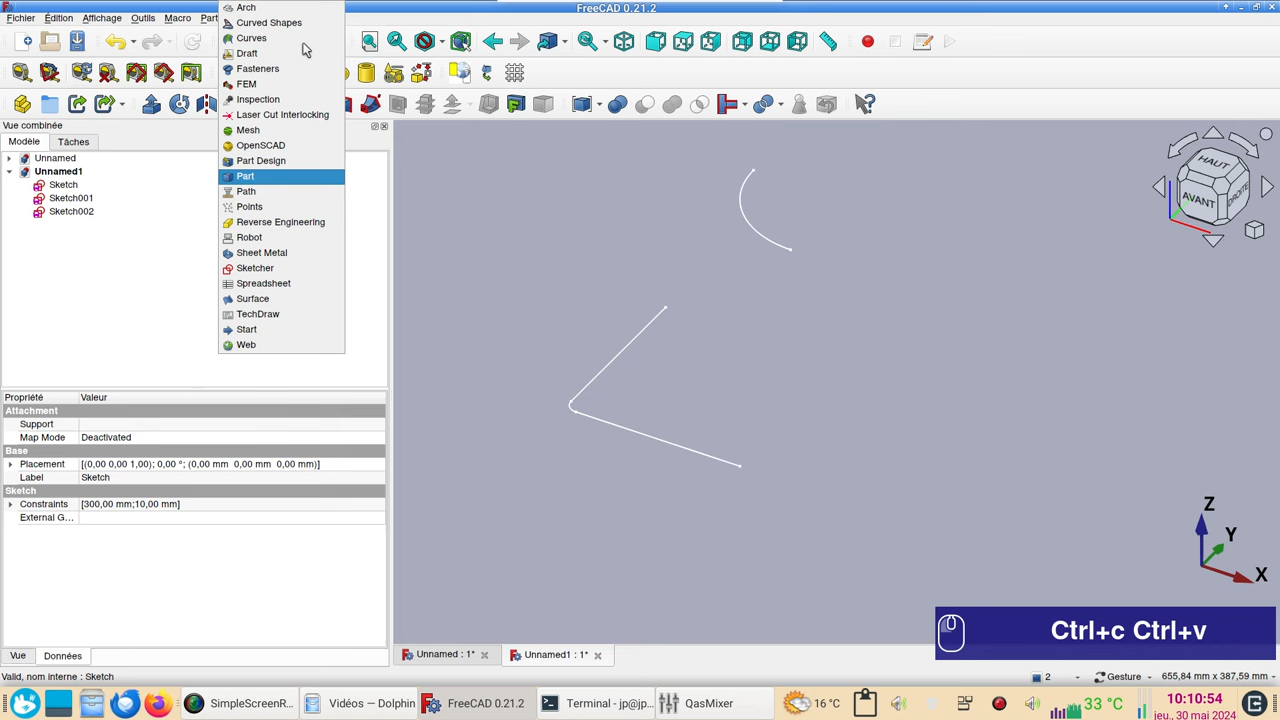 FreeCAD 0.21.2
Fichier Édition Affichage Outils Macro Part
Arch
Curved Shapes
Curves
Draft
Fasteners
FEM
Inspection
Laser Cut Interlocking
Mesh
OpenSCAD
Part Design
Part
Path
Points
Reverse Engineering
Robot
Sheet Metal
Sketcher
Spreadsheet
Surface
TechDraw
Start
Web
Vue combinée
Modèle Tâches
Unnamed
Unnamed1
Sketch
Sketch001
Sketch002
Propriété Valeur
Attachment
Support
Map Mode Deactivated
Base
Placement [(0,00 0,00 1,00); 0,00 °; (0,00 mm 0,00 mm 0,00 mm)]
Label Sketch
Sketch
Constraints [300,00 mm;10,00 mm]
External G...
HAUT
AVANT
DROITE
Z
Y
X
Ctrl+c Ctrl+v
Vue Données
Unnamed : 1*
Unnamed1 : 1*
Valid, nom interne : Sketch
2 Gesture 655,84 mm x 387,59 mm
SimpleScreenR...
Vidéos — Dolphin
FreeCAD 0.21.2
Terminal - jp@jp...
QasMixer
16 °C
33 °C
10:10:54
jeu., 30 mai 2024